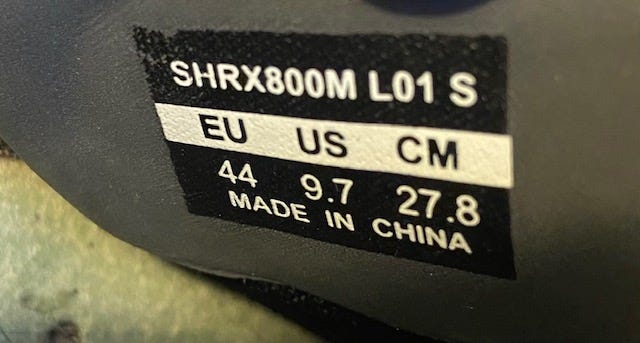 SHRX800M L01 S
EU US CM
44 9.7 27.8
MADE IN CHINA